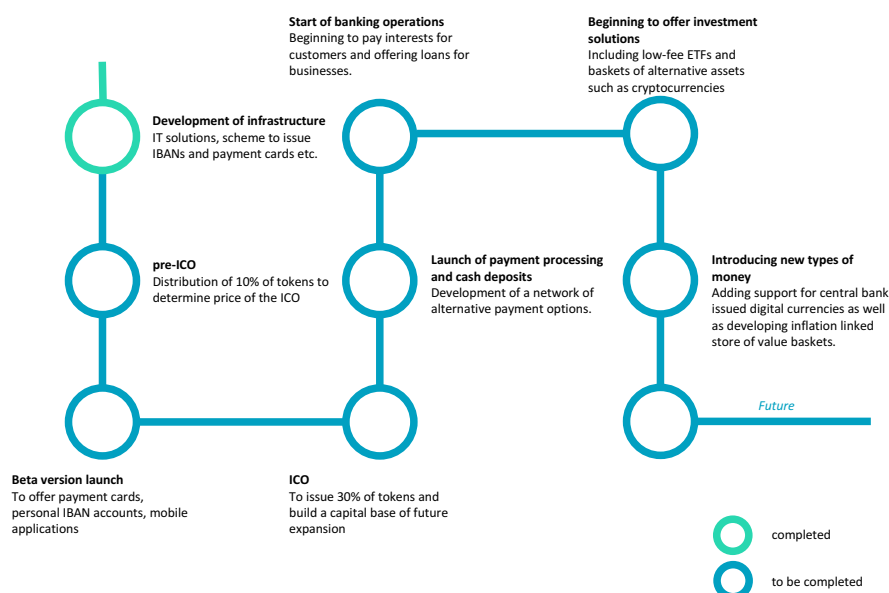 Start of banking operations
Beginning to pay interests for
customers and offering loans for
businesses.
Beginning to offer investment
solutions
Including low-fee ETFs and
baskets of alternative assets
such as cryptocurrencies
Development of infrastructure
IT solutions, scheme to issue
IBANs and payment cards etc.
pre-ICO
Distribution of 10% of tokens to
determine price of the ICO
Launch of payment processing
and cash deposits
Development of a network of
alternative payment options.
Introducing new types of
money
Adding support for central bank
issued digital currencies as well
as developing inflation linked
store of value baskets.
Future
Beta version launch
To offer payment cards,
personal IBAN accounts, mobile
applications
ICO
To issue 30% of tokens and
build a capital base of future
expansion
completed
to be completed